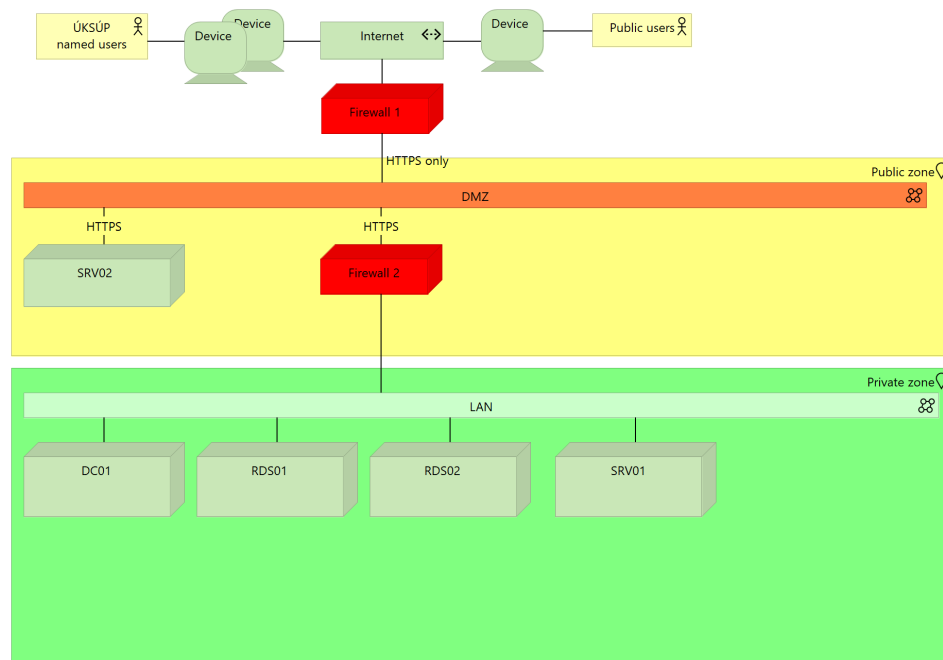 ÚKSÚP
named users
Device
Device
Internet
Device
Public users
Firewall 1
HTTPS only
Public zone
DMZ
HTTPS
HTTPS
SRV02
Firewall 2
Private zone
LAN
DC01
RDS01
RDS02
SRV01